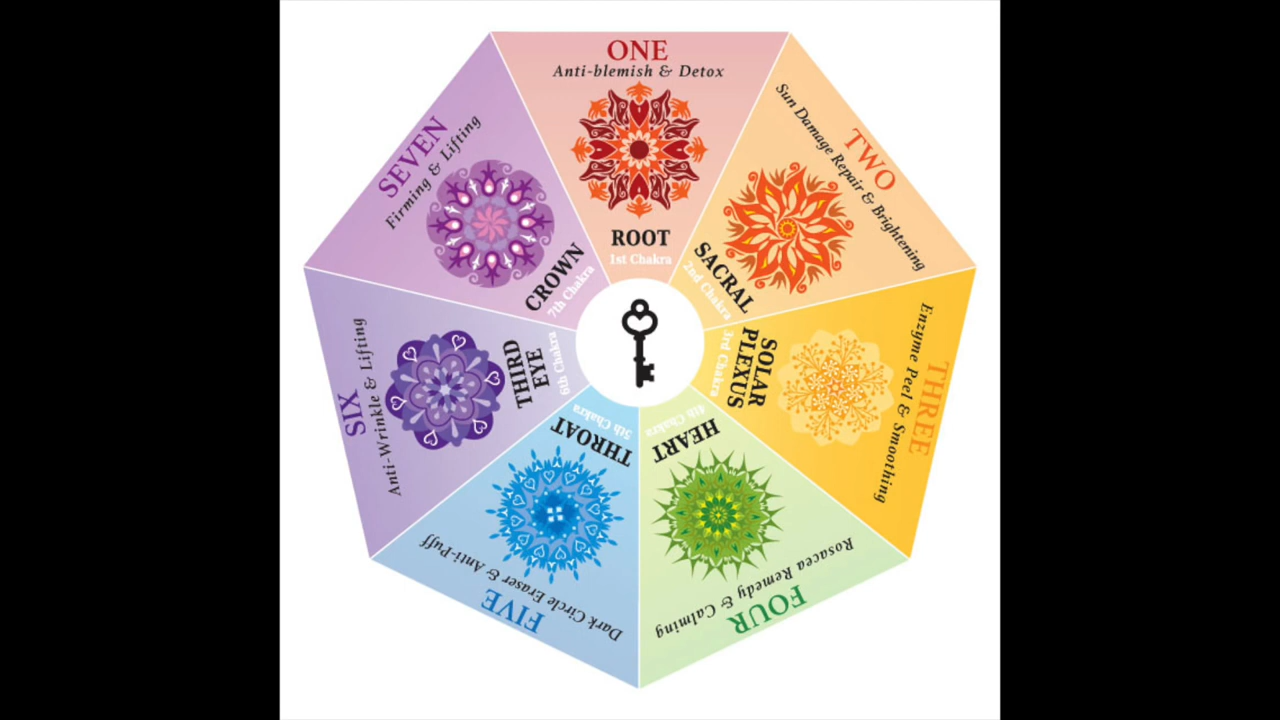 ONE
Anti-blemish & Detox
ROOT
1st Chakra
TWO
Sun Damage Repair & Brightening
SACRAL
2nd Chakra
THREE
Enzyme Peel & Smoothing
SOLAR
PLEXUS
3rd Chakra
FOUR
Rosacea Remedy & Calming
HEART
4th Chakra
FIVE
Dark Circle Eraser & Anti-Puff
THROAT
5th Chakra
SIX
Anti-Wrinkle & Lifting
THIRD
EYE
6th Chakra
SEVEN
Firming & Lifting
CROWN
7th Chakra